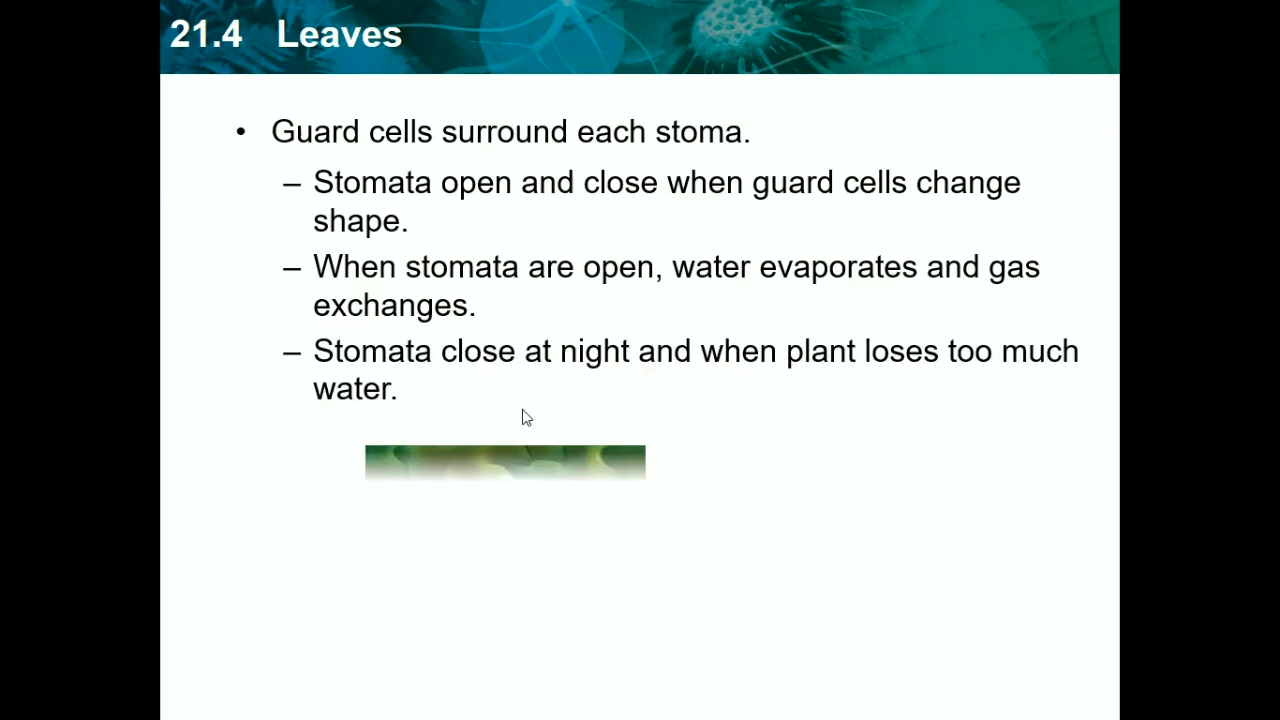 21.4 Leaves
• Guard cells surround each stoma.
– Stomata open and close when guard cells change
shape.
– When stomata are open, water evaporates and gas
exchanges.
– Stomata close at night and when plant loses too much
water.